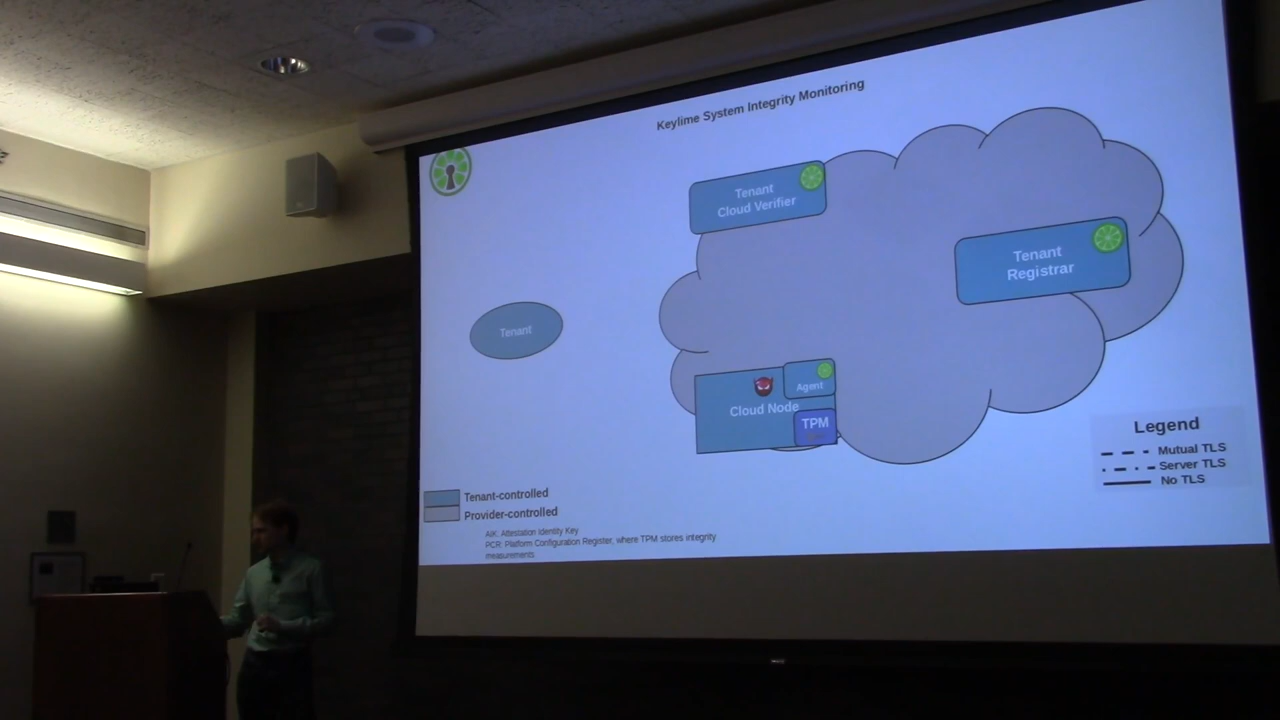 Keylime System Integrity Monitoring
Tenant
Cloud Verifier
Tenant
Registrar
Tenant
Agent
Cloud Node
TPM
Legend
Mutual TLS
Server TLS
No TLS
Tenant-controlled
Provider-controlled
AIK: Attestation Identity Key
PCR: Platform Configuration Register, where TPM stores integrity
measurements